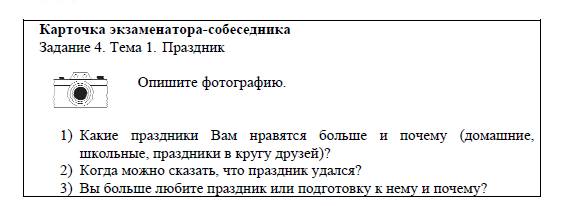 Карточка экзаменатора-собеседника
Задание 4. Тема 1. Праздник
Опишите фотографию.
1) Какие праздники Вам нравятся больше и почему (домашние,
школьные, праздники в кругу друзей)?
2) Когда можно сказать, что праздник удался?
3) Вы больше любите праздник или подготовку к нему и почему?